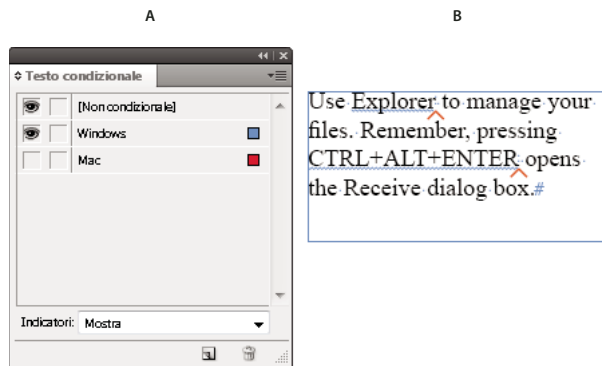 A
B
Testo condizionale
[Non condizionale]
Windows
Mac
Indicatori: Mostra
Use Explorer to manage your
files. Remember, pressing
CTRL+ALT+ENTER opens
the Receive dialog box.#